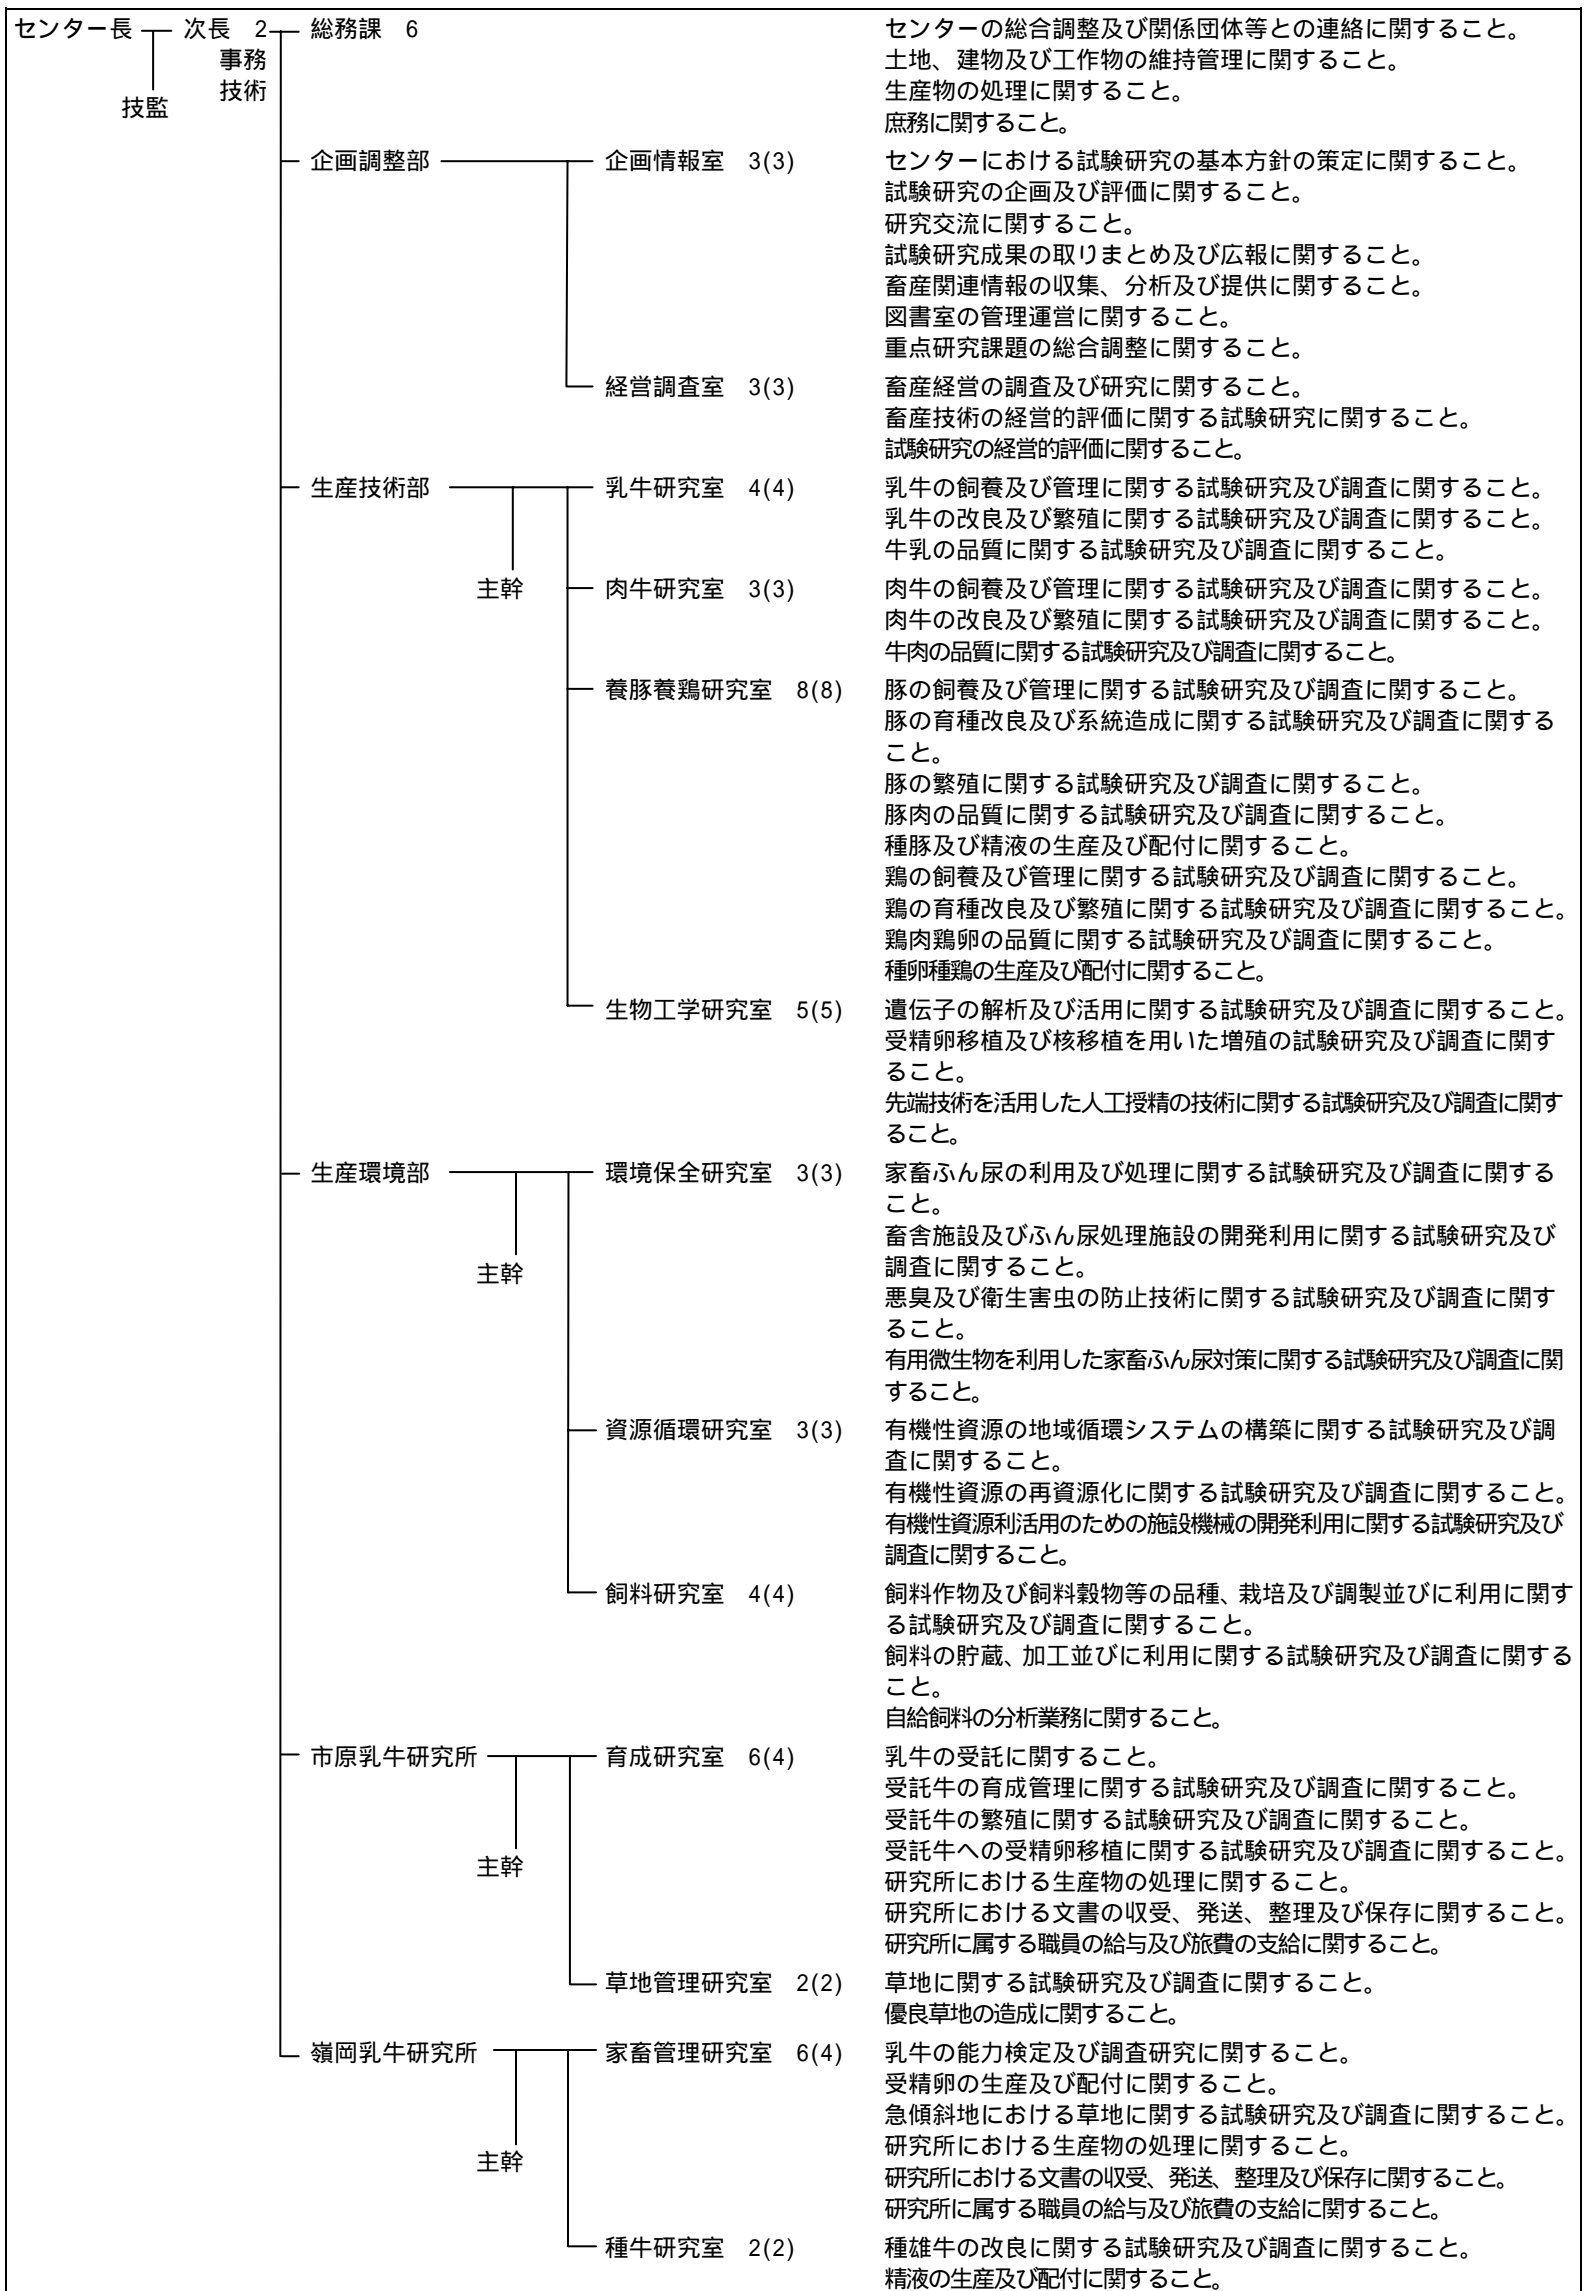 センター長 次長 2 総務課 6 センターの総合調整及び関係団体等との連絡に関すること。
事務 土地、建物及び工作物の維持管理に関すること。
技術 生産物の処理に関すること。
技監
庶務に関すること。
企画調整部 企画情報室 3(3) センターにおける試験研究の基本方針の策定に関すること。
試験研究の企画及び評価に関すること。
研究交流に関すること。
試験研究成果の取りまとめ及び広報に関すること。
畜産関連情報の収集、分析及び提供に関すること。
図書室の管理運営に関すること。
重点研究課題の総合調整に関すること。
経営調査室 3(3) 畜産経営の調査及び研究に関すること。
畜産技術の経営的評価に関する試験研究に関すること。
試験研究の経営的評価に関すること。
生産技術部 乳牛研究室 4(4) 乳牛の飼養及び管理に関する試験研究及び調査に関すること。
乳牛の改良及び繁殖に関する試験研究及び調査に関すること。
牛乳の品質に関する試験研究及び調査に関すること。
主幹 肉牛研究室 3(3) 肉牛の飼養及び管理に関する試験研究及び調査に関すること。
肉牛の改良及び繁殖に関する試験研究及び調査に関すること。
牛肉の品質に関する試験研究及び調査に関すること。
養豚養鶏研究室 8(8) 豚の飼養及び管理に関する試験研究及び調査に関すること。
豚の育種改良及び系統造成に関する試験研究及び調査に関する
こと。
豚の繁殖に関する試験研究及び調査に関すること。
豚肉の品質に関する試験研究及び調査に関すること。
種豚及び精液の生産及び配付に関すること。
鶏の飼養及び管理に関する試験研究及び調査に関すること。
鶏の育種改良及び繁殖に関する試験研究及び調査に関すること。
鶏肉鶏卵の品質に関する試験研究及び調査に関すること。
種卵種鶏の生産及び配付に関すること。
生物工学研究室 5(5) 遺伝子の解析及び活用に関する試験研究及び調査に関すること。
受精卵移植及び核移植を用いた増殖の試験研究及び調査に関す
ること。
先端技術を活用した人工授精の技術に関する試験研究及び調査に関す
ること。
生産環境部 環境保全研究室 3(3) 家畜ふん尿の利用及び処理に関する試験研究及び調査に関する
こと。
畜舎施設及びふん尿処理施設の開発利用に関する試験研究及び
主幹 調査に関すること。
悪臭及び衛生害虫の防止技術に関する試験研究及び調査に関す
ること。
有用微生物を利用した家畜ふん尿対策に関する試験研究及び調査に関
すること。
資源循環研究室 3(3) 有機性資源の地域循環システムの構築に関する試験研究及び調
査に関すること。
有機性資源の再資源化に関する試験研究及び調査に関すること。
有機性資源利活用のための施設機械の開発利用に関する試験研究及び
調査に関すること。
飼料研究室 4(4) 飼料作物及び飼料穀物等の品種、栽培及び調製並びに利用に関す
る試験研究及び調査に関すること。
飼料の貯蔵、加工並びに利用に関する試験研究及び調査に関する
こと。
自給飼料の分析業務に関すること。
市原乳牛研究所 育成研究室 6(4) 乳牛の受託に関すること。
受託牛の育成管理に関する試験研究及び調査に関すること。
受託牛の繁殖に関する試験研究及び調査に関すること。
主幹 受託牛への受精卵移植に関する試験研究及び調査に関すること。
研究所における生産物の処理に関すること。
研究所における文書の収受、発送、整理及び保存に関すること。
研究所に属する職員の給与及び旅費の支給に関すること。
草地管理研究室 2(2) 草地に関する試験研究及び調査に関すること。
優良草地の造成に関すること。
嶺岡乳牛研究所 家畜管理研究室 6(4) 乳牛の能力検定及び調査研究に関すること。
受精卵の生産及び配付に関すること。
急傾斜地における草地に関する試験研究及び調査に関すること。
主幹 研究所における生産物の処理に関すること。
研究所における文書の収受、発送、整理及び保存に関すること。
研究所に属する職員の給与及び旅費の支給に関すること。
種牛研究室 2(2) 種雄牛の改良に関する試験研究及び調査に関すること。
精液の生産及び配付に関すること。